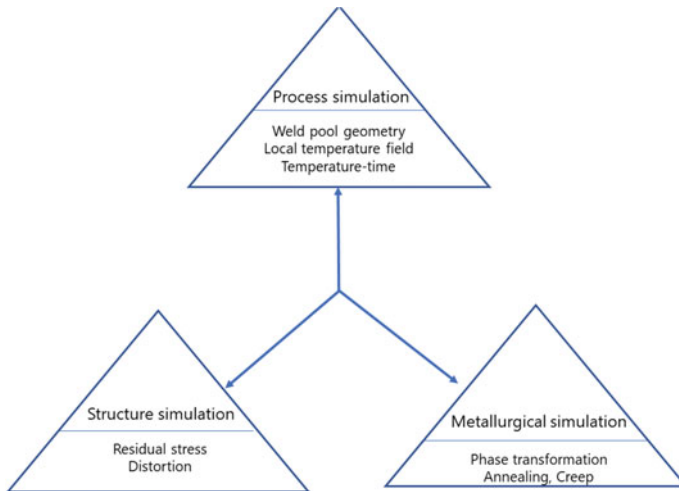 Process simulation
Weld pool geometry
Local temperature field
Temperature-time
Structure simulation
Residual stress
Distortion
Metallurgical simulation
Phase transformation
Annealing, Creep